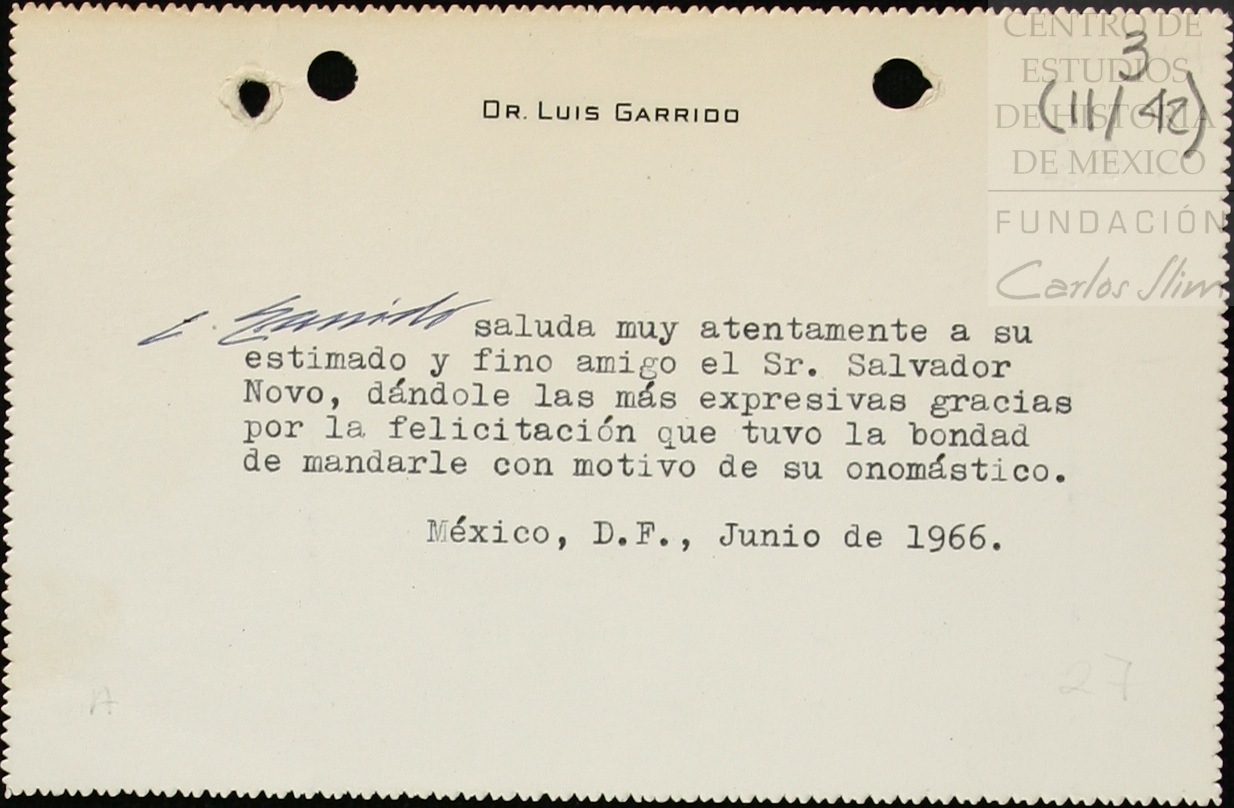 CENTRO DE
ESTUDIOS
DE HISTORIA
DE MEXICO
FUNDACIÓN
Carlos Slim
3
(11/42)
DR. LUIS GARRIDO
L. Garrido saluda muy atentamente a su
estimado y fino amigo el Sr. Salvador
Novo, dándole las más expresivas gracias
por la felicitación que tuvo la bondad
de mandarle con motivo de su onomástico.
México, D.F., Junio de 1966.
27
A